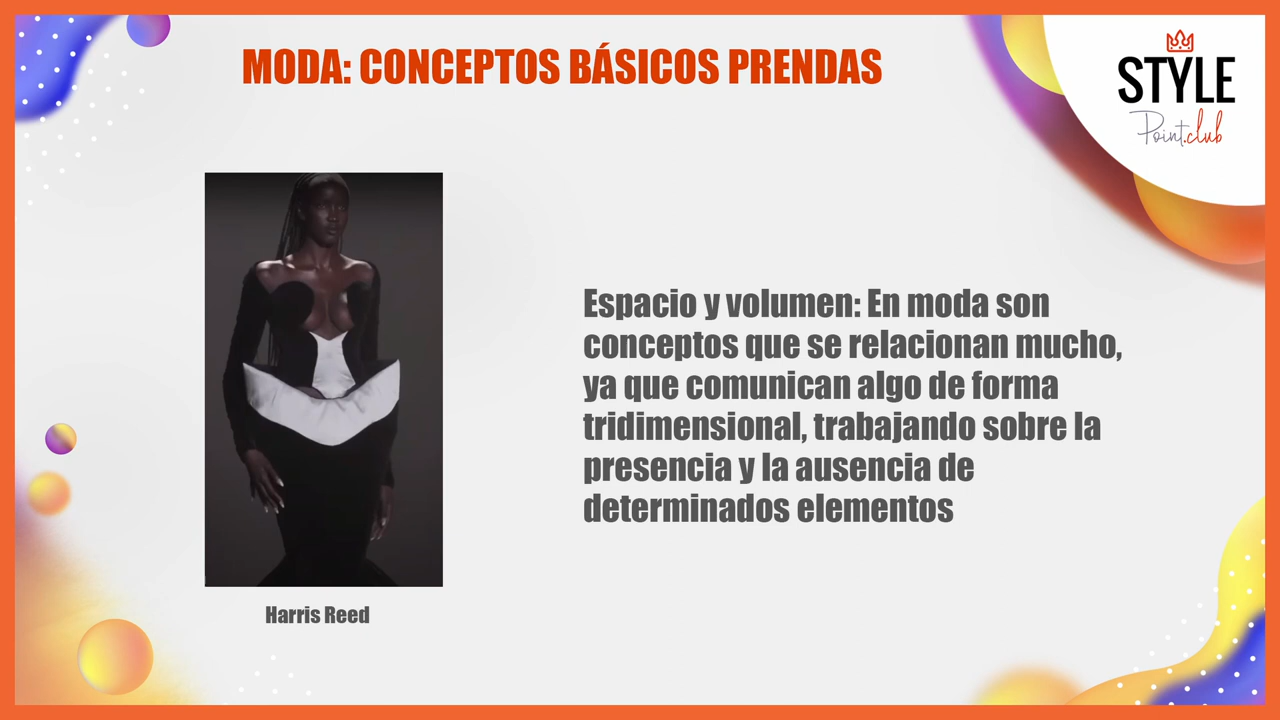 MODA: CONCEPTOS BÁSICOS PRENDAS
STYLE
Point.club
Espacio y volumen: En moda son
conceptos que se relacionan mucho,
ya que comunican algo de forma
tridimensional, trabajando sobre la
presencia y la ausencia de
determinados elementos
Harris Reed